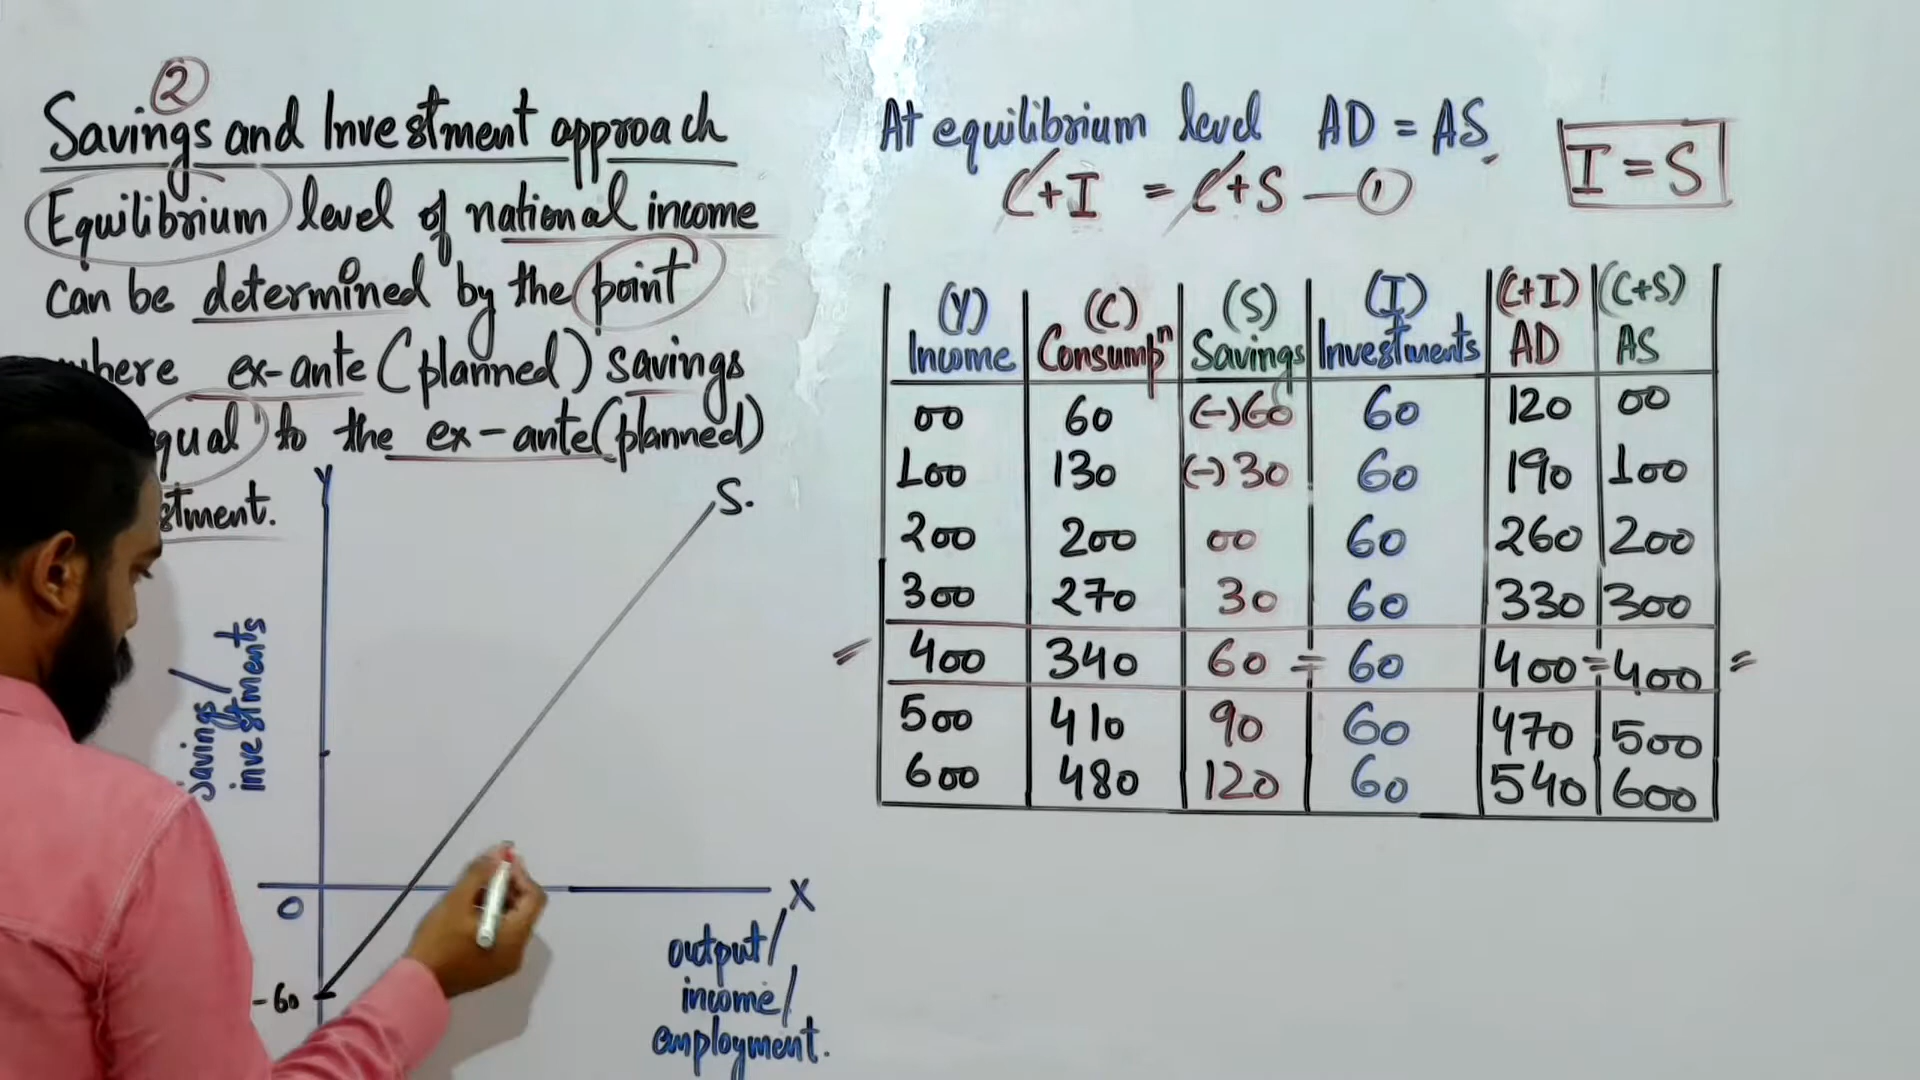 ②
Savings and Investment approach
Equilibrium level of national income
can be determined by the point
where ex-ante (planned) savings
qual to the ex-ante (planned)
stment.
At equilibrium level AD = AS
C+I = C+S — ①
I = S
(Y) (C) (S) (I) (C+I) (C+S)
Income Consumpⁿ Savings Investments AD AS
00 60 (-)60 60 120 00
100 130 (-)30 60 190 100
200 200 00 60 260 200
300 270 30 60 330 300
= 400 340 60 = 60 400 = 400 =
500 410 90 60 470 500
600 480 120 60 540 600
Y
S.
Savings/
investments
O
X
-60
output/
income/
employment.